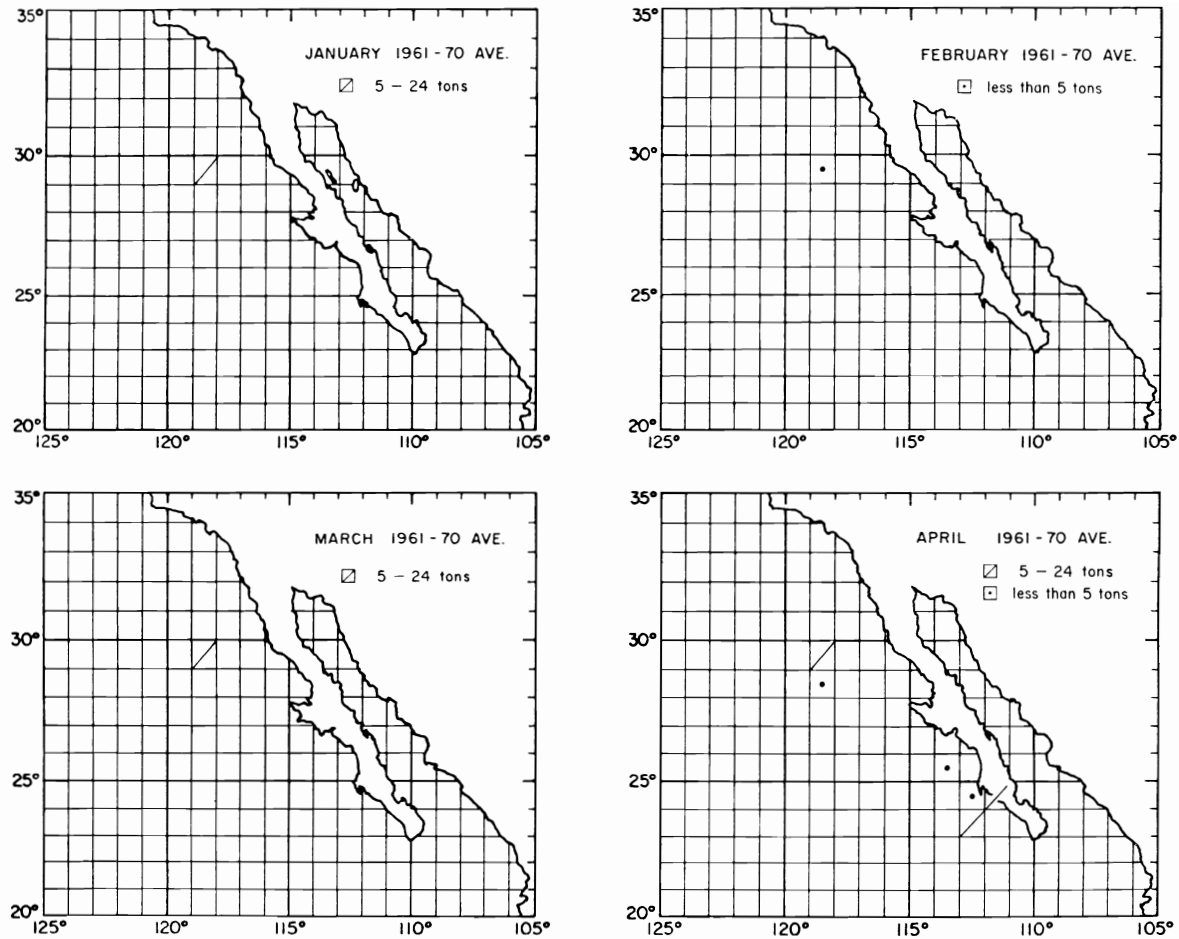 35°
JANUARY 1961-70 AVE.
5 – 24 tons
30°
25°
20°
125° 120° 115° 110° 105°
35°
FEBRUARY 1961-70 AVE.
less than 5 tons
30°
25°
20°
125° 120° 115° 110° 105°
35°
MARCH 1961-70 AVE.
5 – 24 tons
30°
25°
20°
125° 120° 115° 110° 105°
35°
APRIL 1961-70 AVE.
5 – 24 tons
less than 5 tons
30°
25°
20°
125° 120° 115° 110° 105°